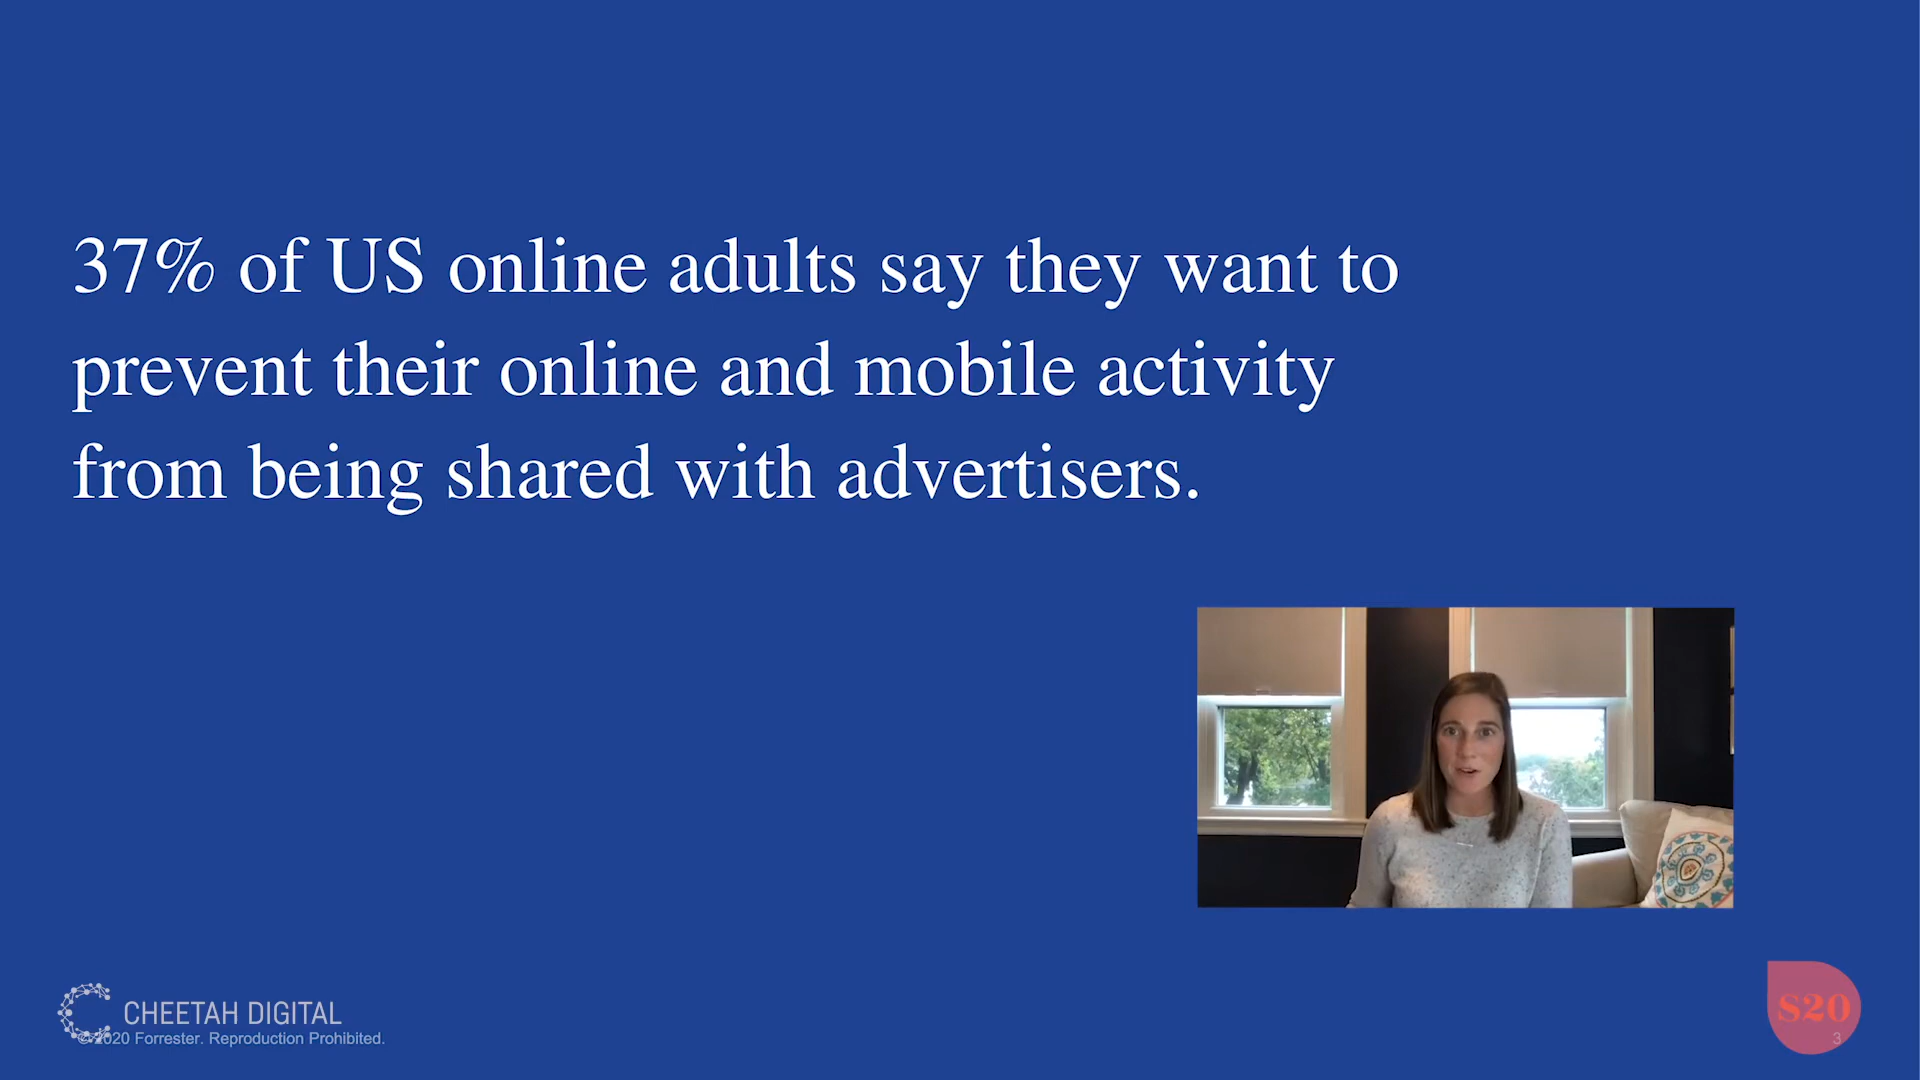 37% of US online adults say they want to
prevent their online and mobile activity
from being shared with advertisers.
CHEETAH DIGITAL
© 2020 Forrester. Reproduction Prohibited.
S20
3